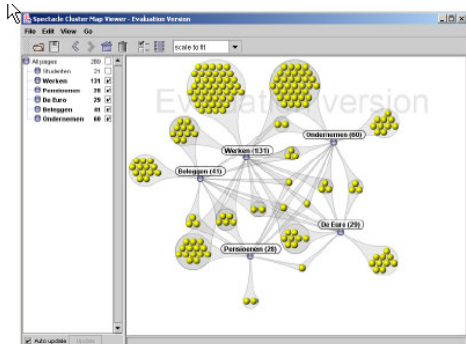 Spectacle Cluster Map Viewer - Evaluation Version
File Edit View Go
scale to fit
All pages 280
Studenten 21
Werken 131
Pensioenen 28
De Euro 29
Beleggen 41
Ondernemen 60
Evaluation version
Ondernemen (60)
Werken (131)
Beleggen (41)
De Euro (29)
Pensioenen (28)
Auto update Update